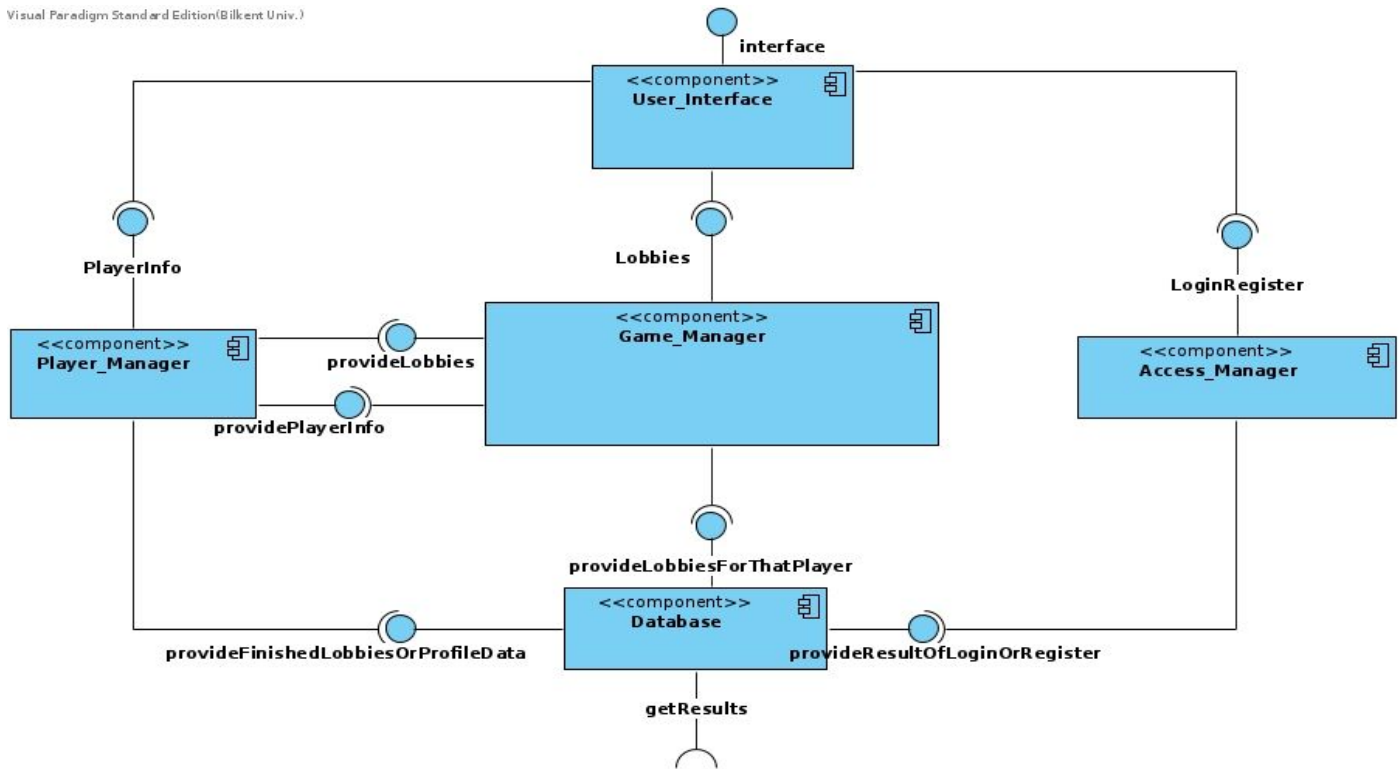 Visual Paradigm Standard Edition(Bilkent Univ.)
interface
<<component>>
User_Interface
PlayerInfo
Lobbies
LoginRegister
<<component>>
Player_Manager
provideLobbies
providePlayerInfo
<<component>>
Game_Manager
<<component>>
Access_Manager
provideLobbiesForThatPlayer
<<component>>
Database
provideFinishedLobbiesOrProfileData
provideResultOfLoginOrRegister
getResults